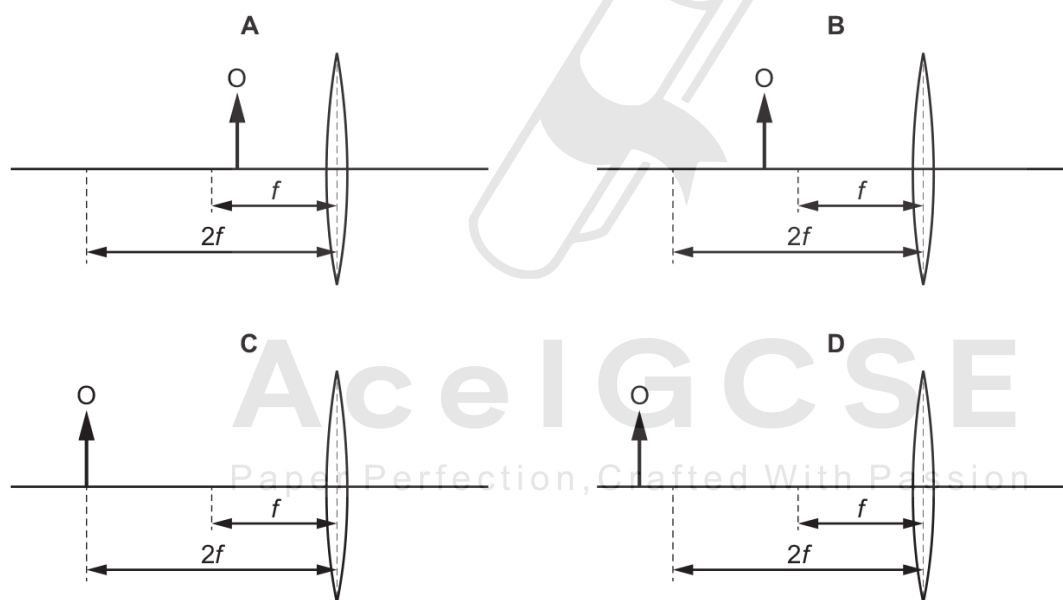 A B
O O
f f
2f 2f
C D
O O
AceIGCSE
Paper Perfection, Crafted With Passion
f f
2f 2f